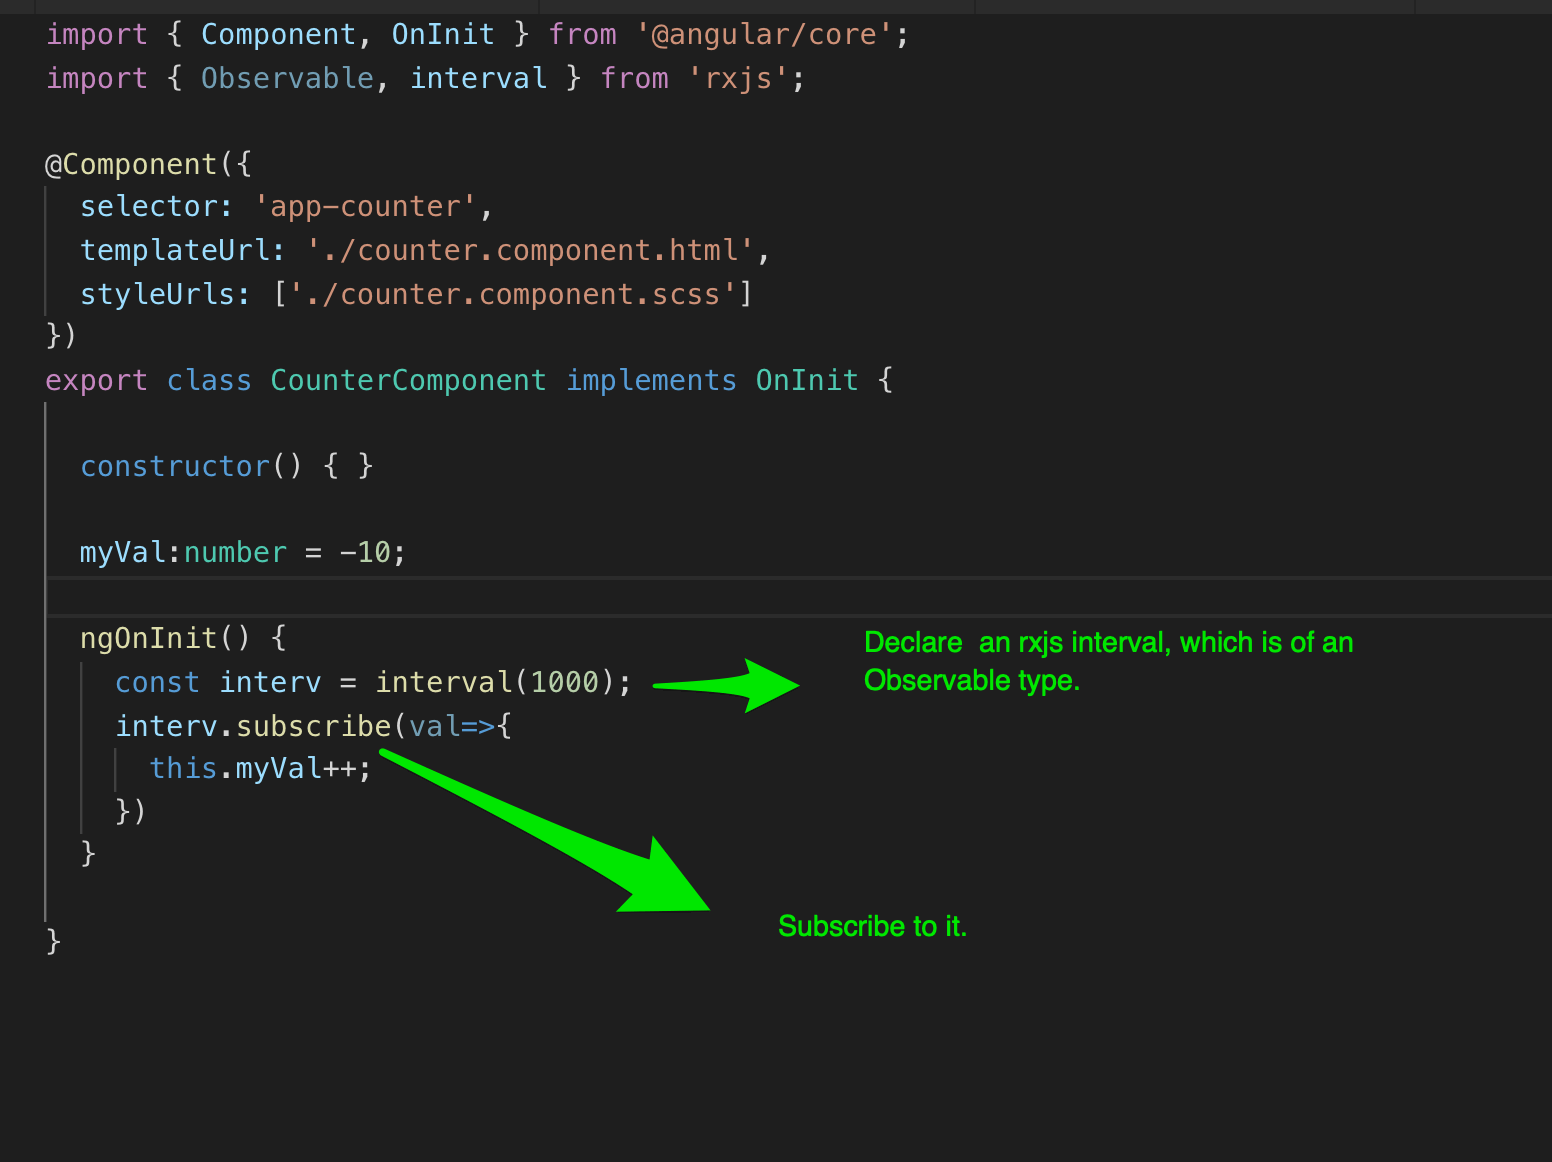 import { Component, OnInit } from '@angular/core';
import { Observable, interval } from 'rxjs';
@Component({
selector: 'app-counter',
templateUrl: './counter.component.html',
styleUrls: ['./counter.component.scss']
})
export class CounterComponent implements OnInit {
constructor() { }
myVal:number = -10;
ngOnInit() {
const interv = interval(1000);
Declare  an rxjs interval, which is of an
Observable type.
interv.subscribe(val=>{
this.myVal++;
})
}
Subscribe to it.
}